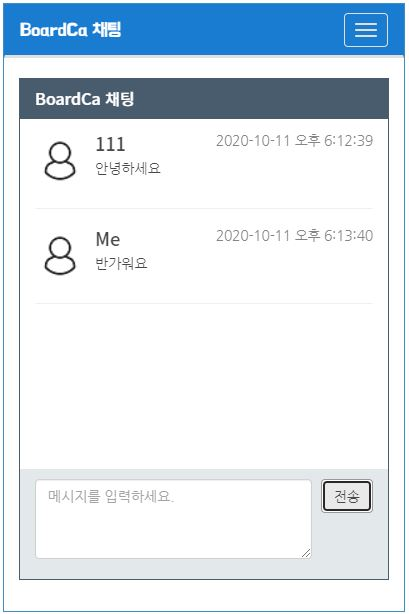 BoardCa 채팅
BoardCa 채팅
111 2020-10-11 오후 6:12:39
안녕하세요
Me 2020-10-11 오후 6:13:40
반가워요
메시지를 입력하세요. 전송